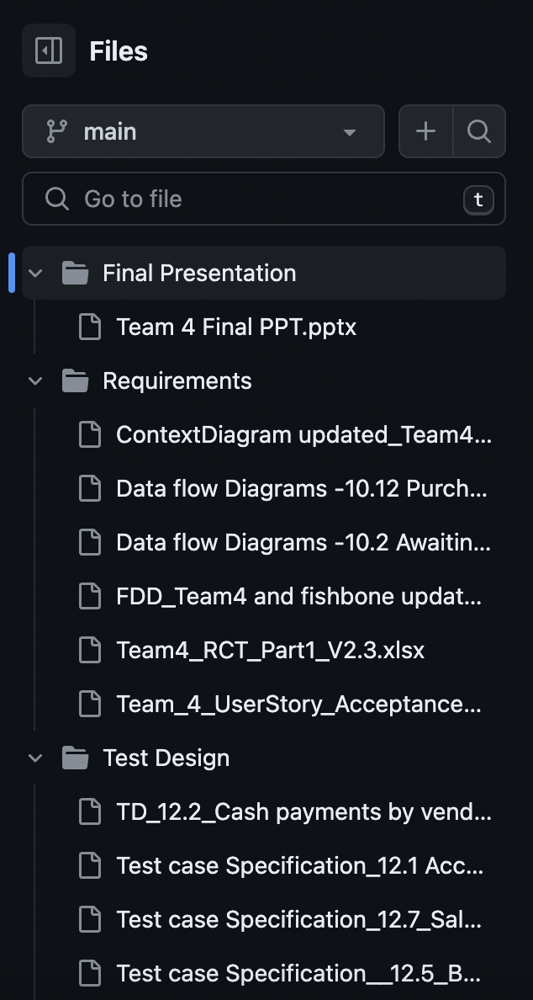 Files
main
Go to file
t
Final Presentation
Team 4 Final PPT.pptx
Requirements
ContextDiagram updated_Team4...
Data flow Diagrams -10.12 Purch...
Data flow Diagrams -10.2 Awaitin...
FDD_Team4 and fishbone updat...
Team4_RCT_Part1_V2.3.xlsx
Team_4_UserStory_Acceptance...
Test Design
TD_12.2_Cash payments by vend...
Test case Specification_12.1 Acc...
Test case Specification_12.7_Sal...
Test case Specification__12.5_B...